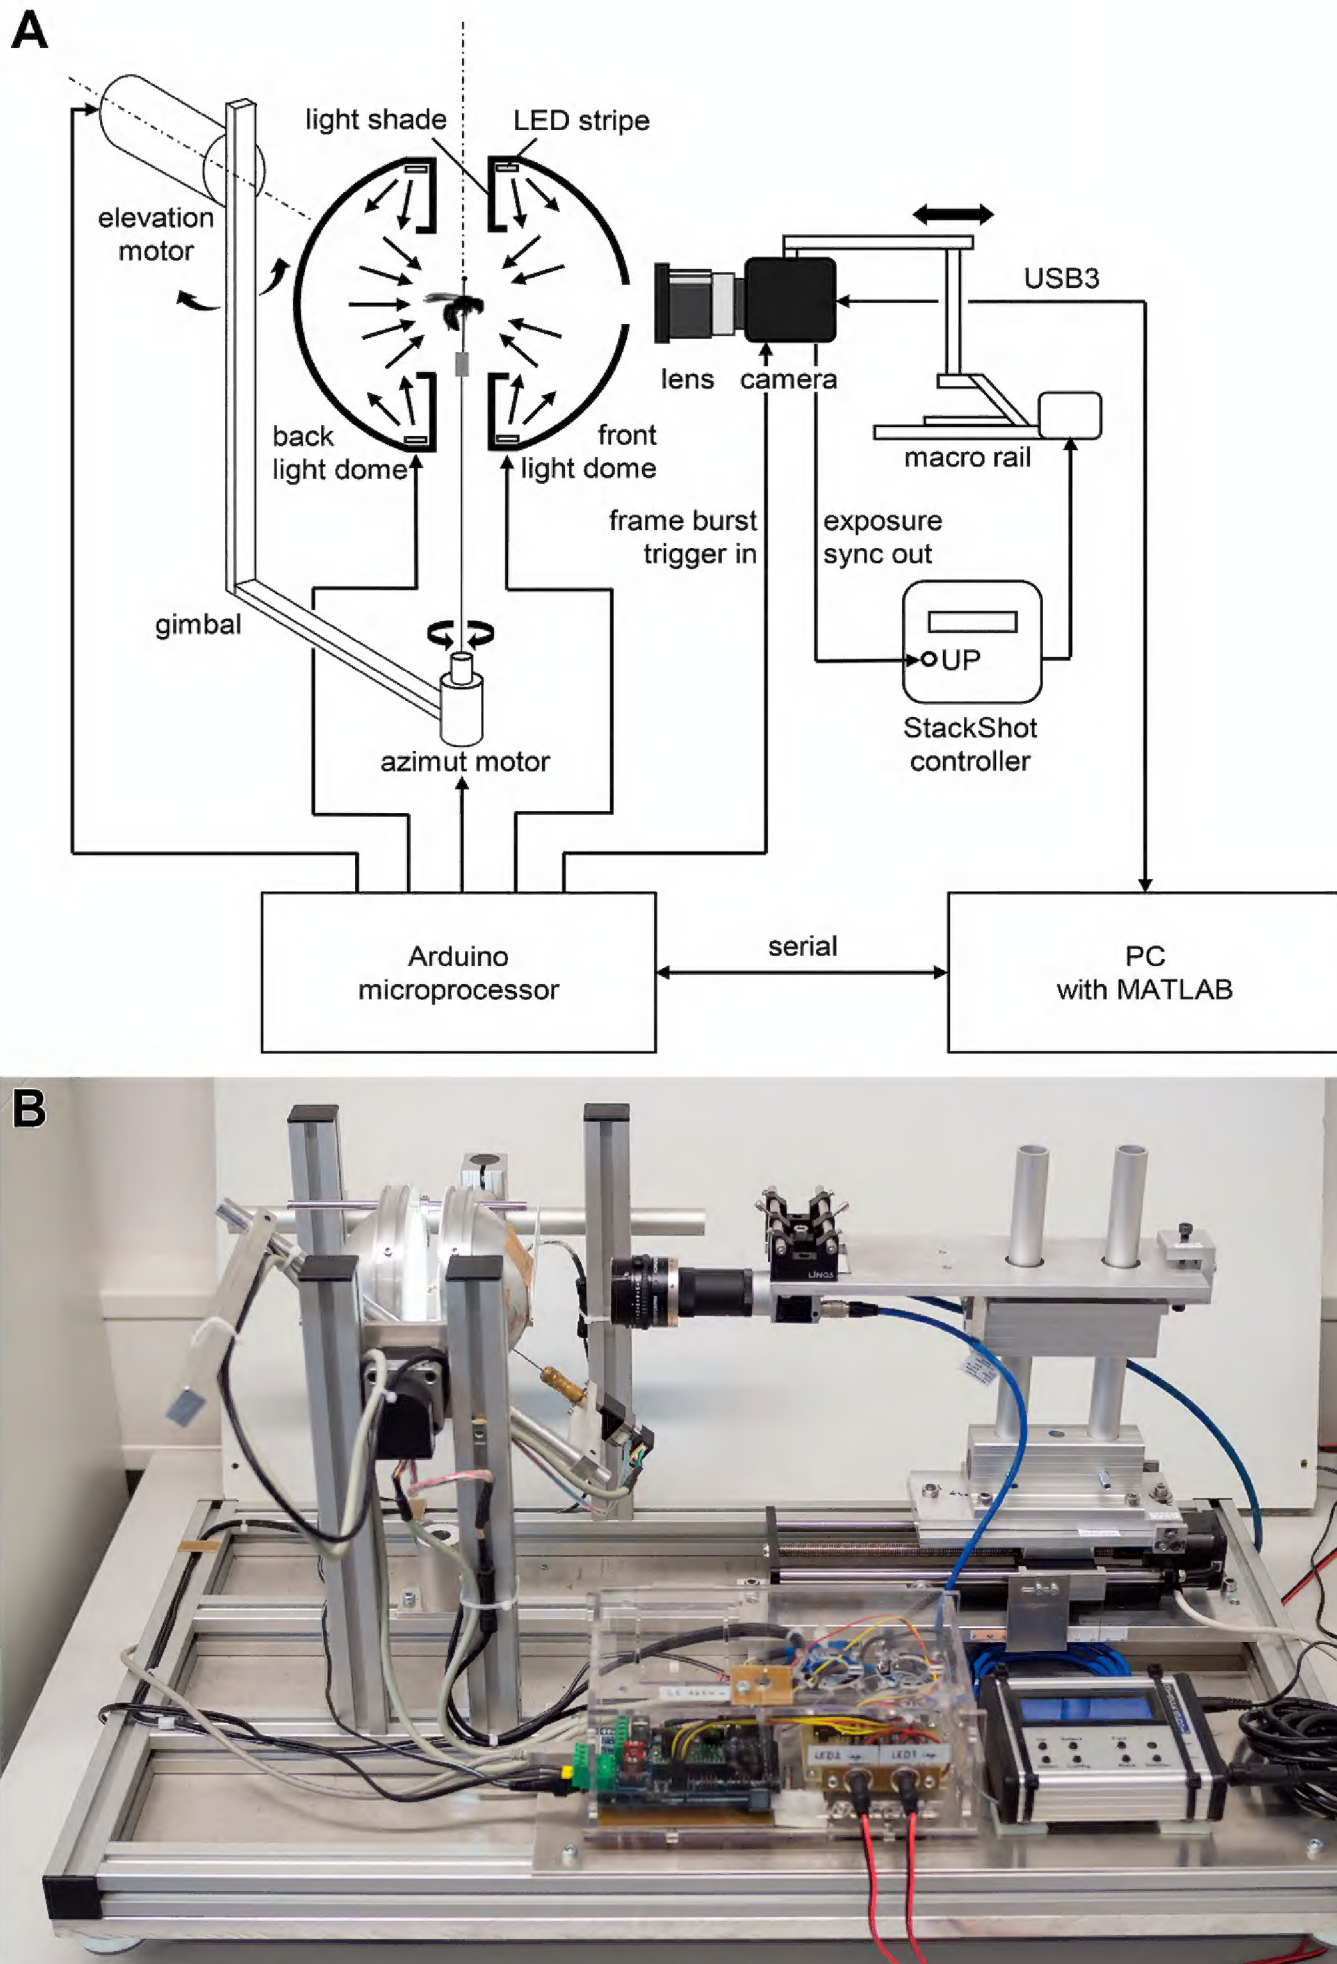 A
light shade
LED stripe
elevation
motor
USB3
lens
camera
back
light dome
front
light dome
macro rail
frame burst
trigger in
exposure
sync out
gimbal
UP
StackShot
controller
azimut motor
Arduino
microprocessor
serial
PC
with MATLAB
B
LINOS
LED2
LED1